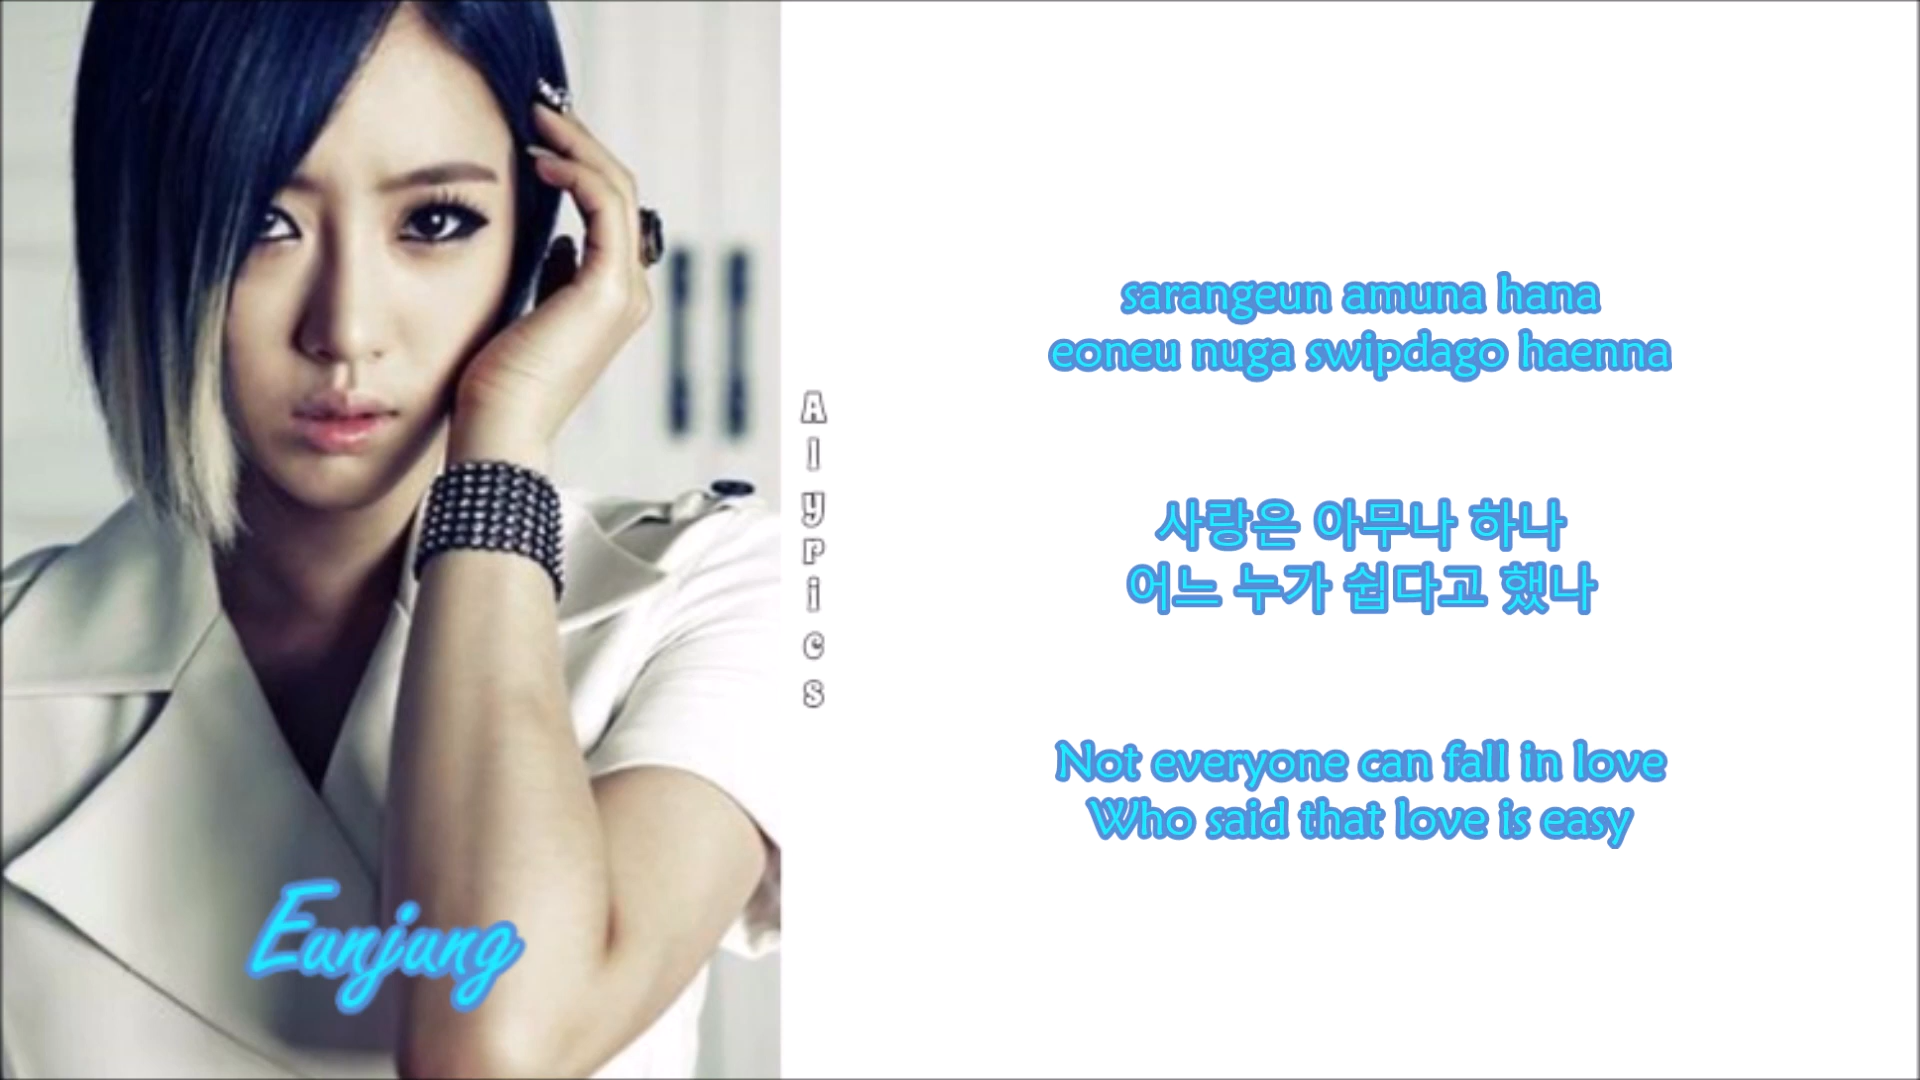 sarangeun amuna hana
eoneu nuga swipdago haenna
사랑은 아무나 하나
어느 누가 쉽다고 했나
Not everyone can fall in love
Who said that love is easy
Alyrics
Eunjung